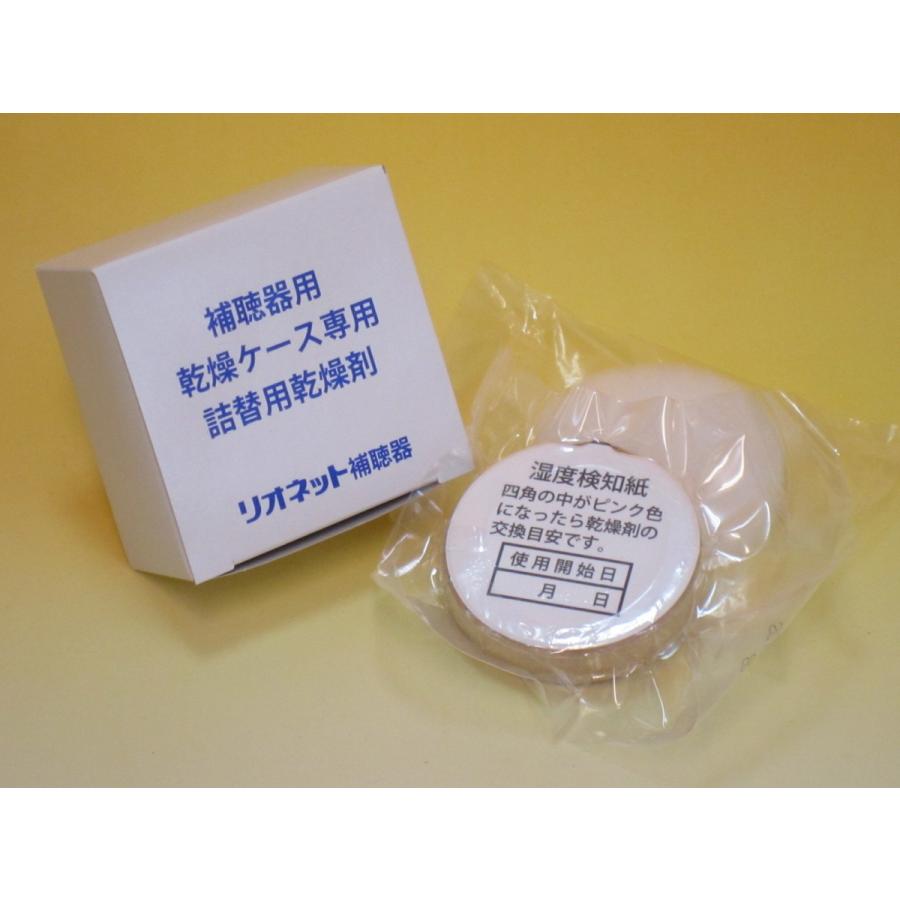 補聴器用
乾燥ケース専用
詰替用乾燥剤
リオネット補聴器
湿度検知紙
四角の中がピンク色
になったら乾燥剤の
交換目安です。
使用開始日
月 日